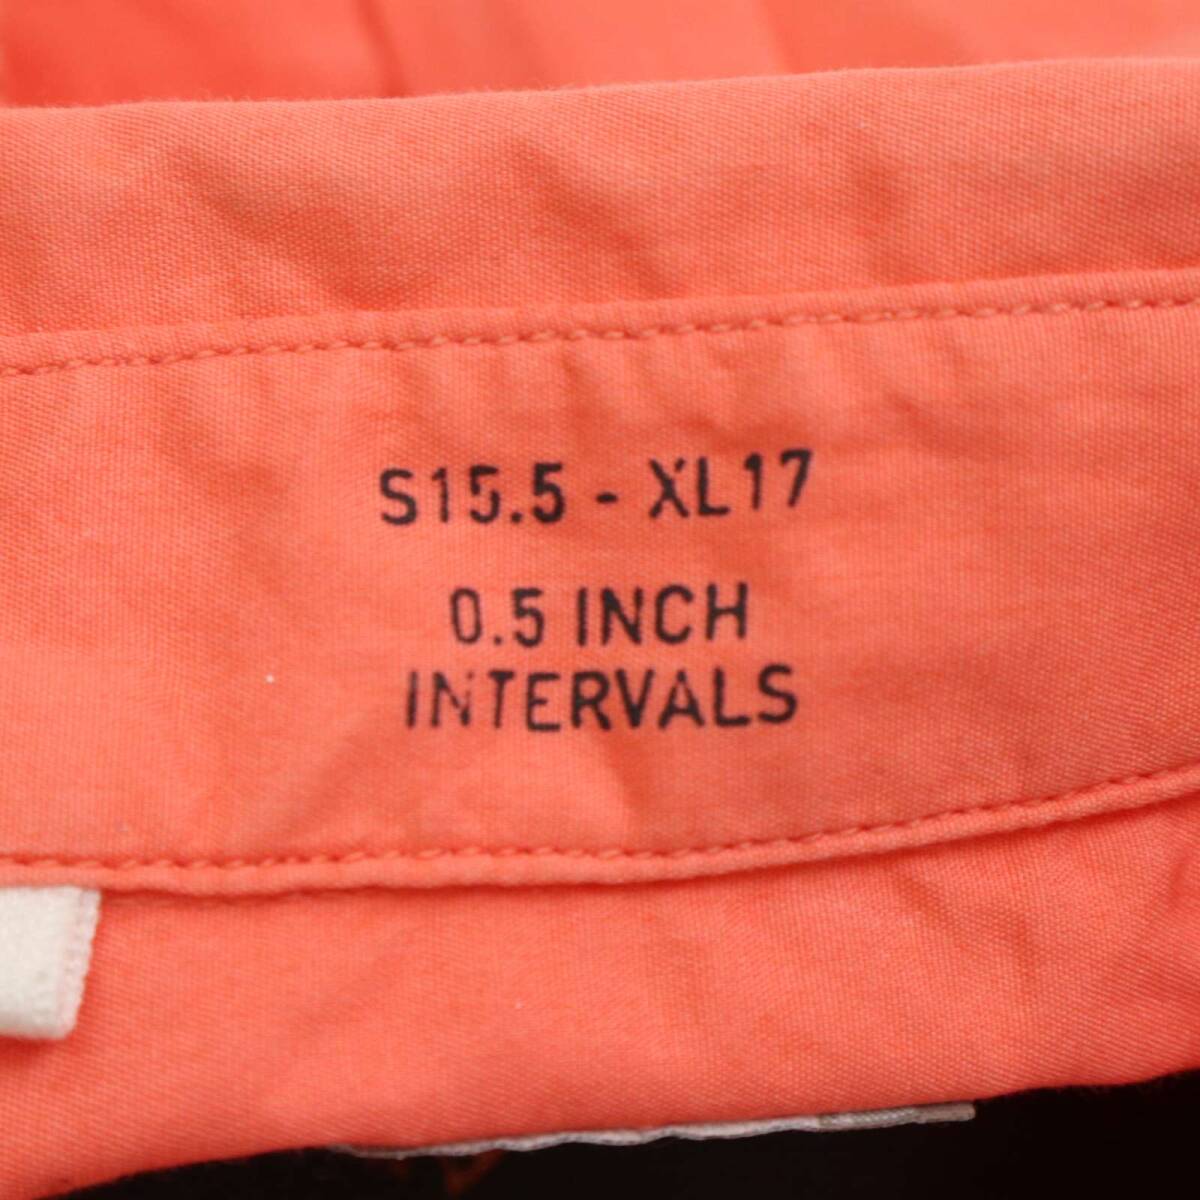 S15.5 - XL17
0.5 INCH
INTERVALS